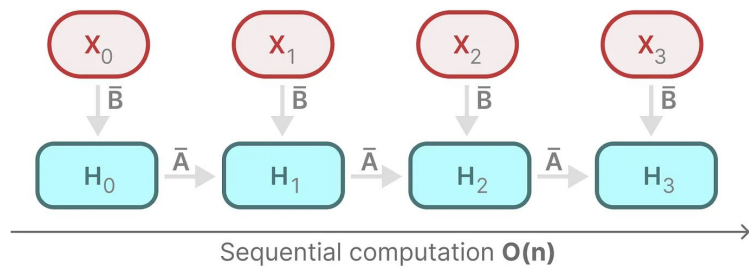 X₀ X₁ X₂ X₃
B̅ B̅ B̅ B̅
H₀ A̅ H₁ A̅ H₂ A̅ H₃
Sequential computation O(n)